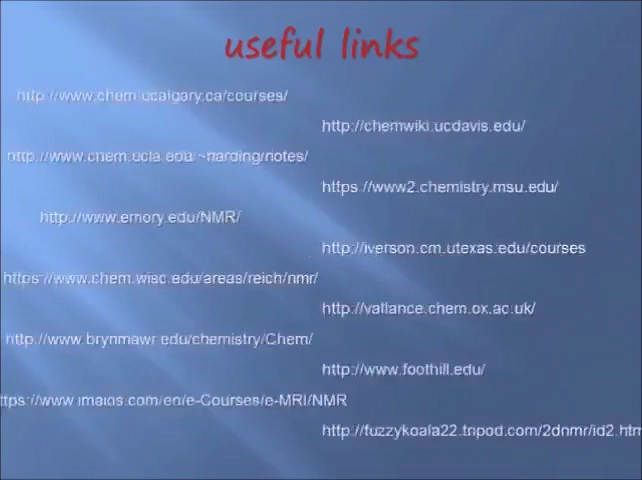 useful links
http://www.chem.ucalgary.ca/courses/
http://chemwiki.ucdavis.edu/
http://www.chem.ucla.edu/~harding/notes/
https://www2.chemistry.msu.edu/
http://www.emory.edu/NMR/
http://iverson.cm.utexas.edu/courses
https://www.chem.wisc.edu/areas/reich/nmr/
http://vallance.chem.ox.ac.uk/
http://www.brynmawr.edu/chemistry/Chem/
http://www.foothill.edu/
ttps://www.imaios.com/en/e-Courses/e-MRI/NMR
http://fuzzykoala22.tripod.com/2dnmr/id2.htm